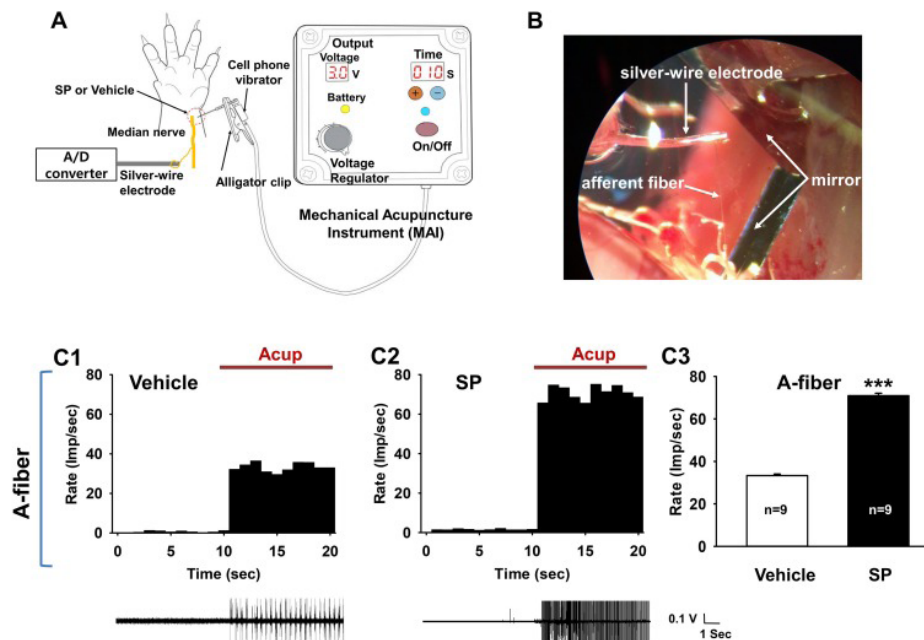 A
Output
Voltage
3.0 V
Time
010 S
Battery
+
−
On/Off
Voltage
Regulator
Cell phone
vibrator
SP or Vehicle
Median nerve
A/D
converter
Silver-wire
electrode
Alligator clip
Mechanical Acupuncture
Instrument (MAI)
B
silver-wire electrode
afferent fiber
mirror
A-fiber
C1
Acup
Vehicle
Rate (Imp/sec)
80
60
40
20
0
0 5 10 15 20
Time (sec)
C2
Acup
SP
Rate (Imp/sec)
80
60
40
20
0
0 5 10 15 20
Time (sec)
C3
A-fiber
***
Rate (Imp/sec)
80
60
40
20
0
n=9
n=9
Vehicle SP
0.1 V
1 Sec